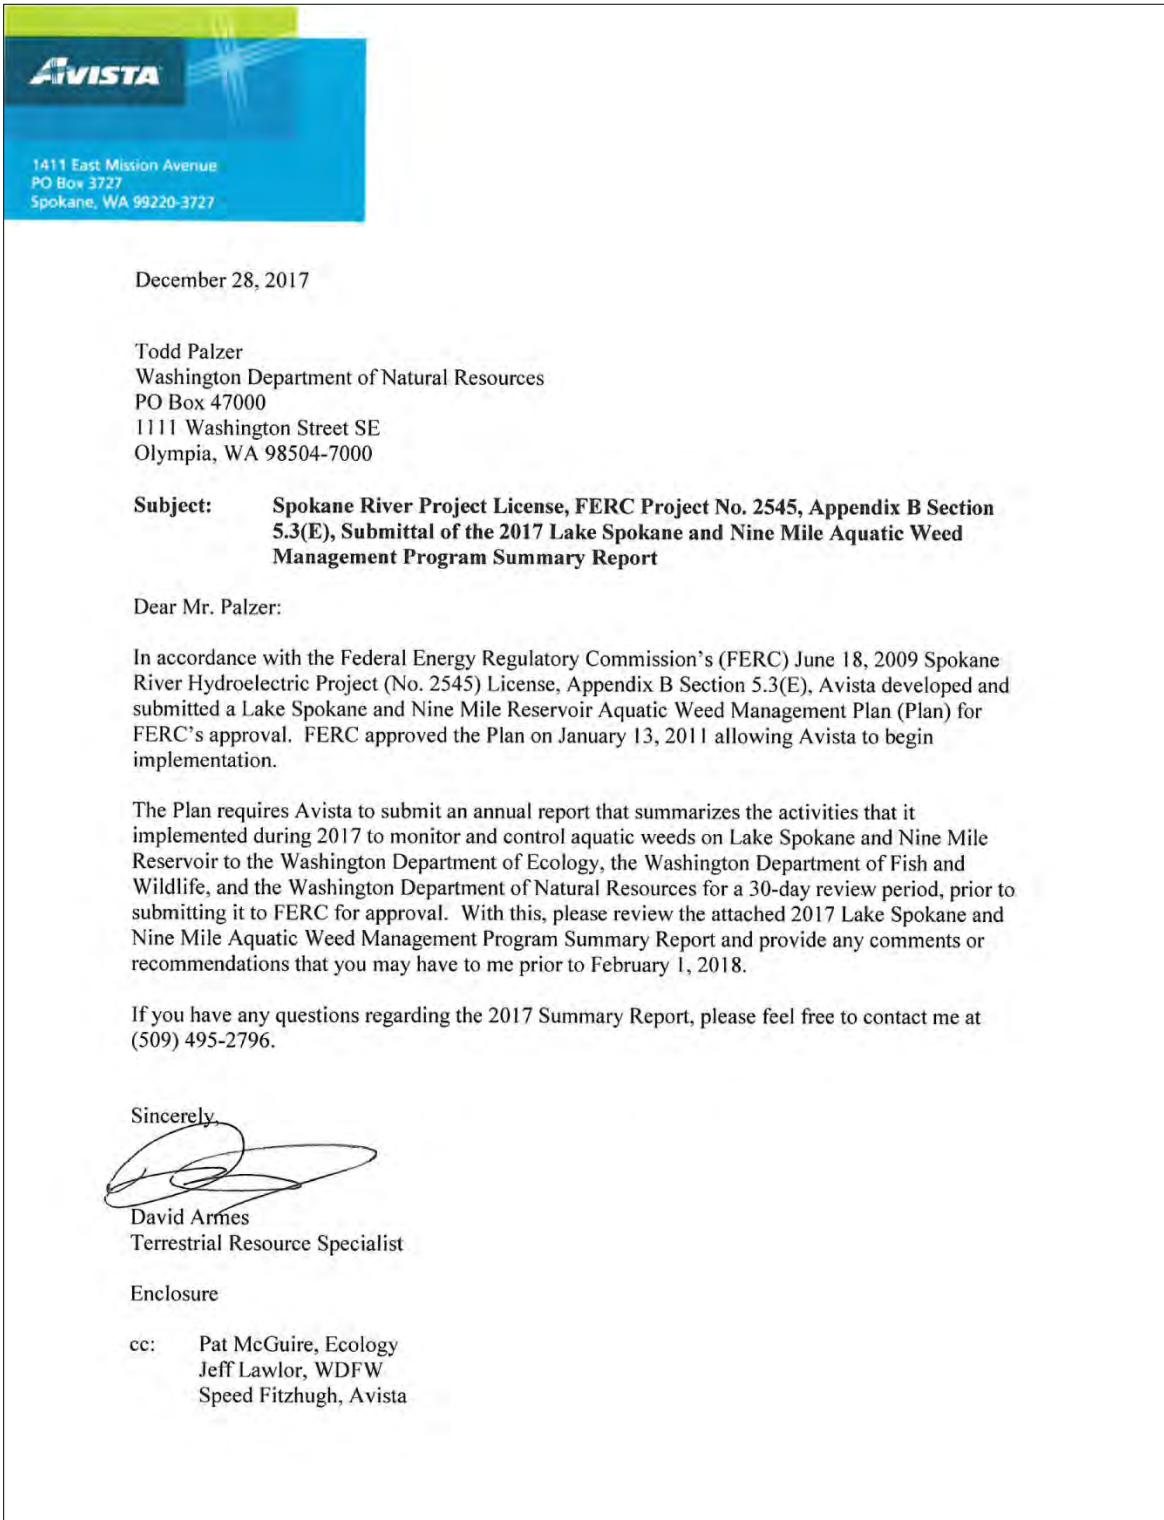 AVISTA
1411 East Mission Avenue
PO Box 3727
Spokane, WA 99220-3727
December 28, 2017
Todd Palzer
Washington Department of Natural Resources
PO Box 47000
1111 Washington Street SE
Olympia, WA 98504-7000
Subject: Spokane River Project License, FERC Project No. 2545, Appendix B Section
5.3(E), Submittal of the 2017 Lake Spokane and Nine Mile Aquatic Weed
Management Program Summary Report
Dear Mr. Palzer:
In accordance with the Federal Energy Regulatory Commission's (FERC) June 18, 2009 Spokane
River Hydroelectric Project (No. 2545) License, Appendix B Section 5.3(E), Avista developed and
submitted a Lake Spokane and Nine Mile Reservoir Aquatic Weed Management Plan (Plan) for
FERC's approval. FERC approved the Plan on January 13, 2011 allowing Avista to begin
implementation.
The Plan requires Avista to submit an annual report that summarizes the activities that it
implemented during 2017 to monitor and control aquatic weeds on Lake Spokane and Nine Mile
Reservoir to the Washington Department of Ecology, the Washington Department of Fish and
Wildlife, and the Washington Department of Natural Resources for a 30-day review period, prior to
submitting it to FERC for approval. With this, please review the attached 2017 Lake Spokane and
Nine Mile Aquatic Weed Management Program Summary Report and provide any comments or
recommendations that you may have to me prior to February 1, 2018.
If you have any questions regarding the 2017 Summary Report, please feel free to contact me at
(509) 495-2796.
Sincerely,
David Armes
Terrestrial Resource Specialist
Enclosure
cc: Pat McGuire, Ecology
Jeff Lawlor, WDFW
Speed Fitzhugh, Avista